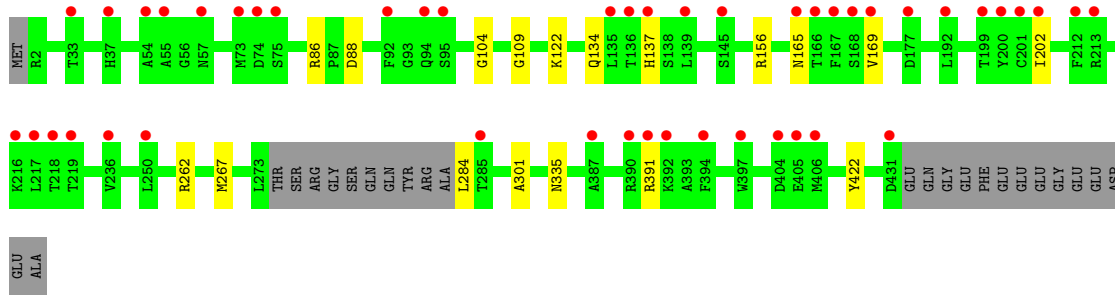 MET R2 T33 H37 A54 A55 G56 N57 M73 D74 S75 R86 P87 D88 F92 G93 Q94 S95 G104 G109 K122 Q134 L135 T136 H137 S138 L139 S145 R156 N165 T166 F167 S168 V169 D177 L192 T199 Y200 C201 I202 F212 R213
K216 L217 T218 T219 V236 L250 R262 M267 L273 THR SER ARG GLY SER GLN GLN TYR ARG ALA L284 T285 A301 N335 A387 R390 R391 K392 A393 F394 W397 D404 E405 M406 Y422 D431 GLU GLN GLY GLU PHE GLU GLU GLU GLY GLU GLU ASP
GLU ALA